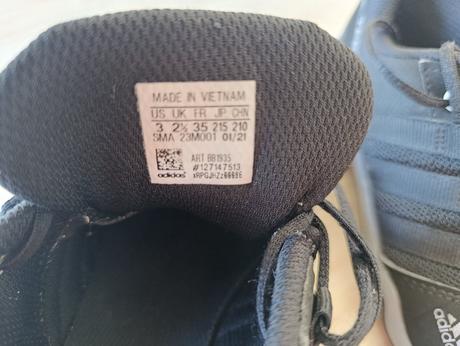 MADE IN VIETNAM
US UK FR JP CHN
3 2½ 35 215 210
SMA 23M001 01/21
ART BB1935
#127147513
adidas
adidas